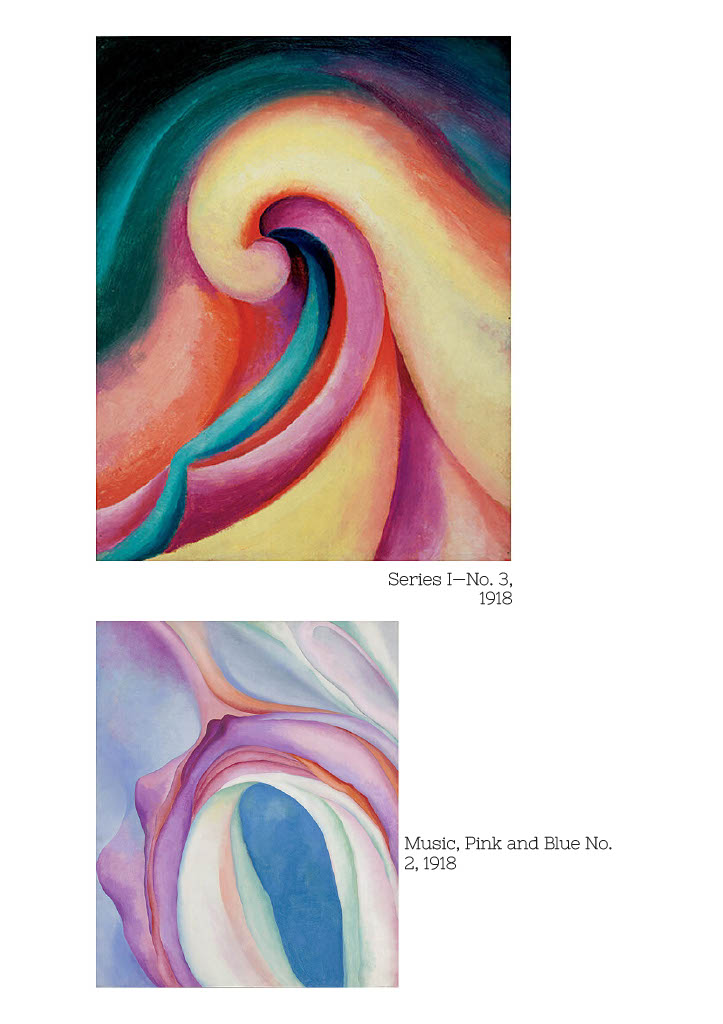 Series I—No. 3,
1918
Music, Pink and Blue No.
2, 1918